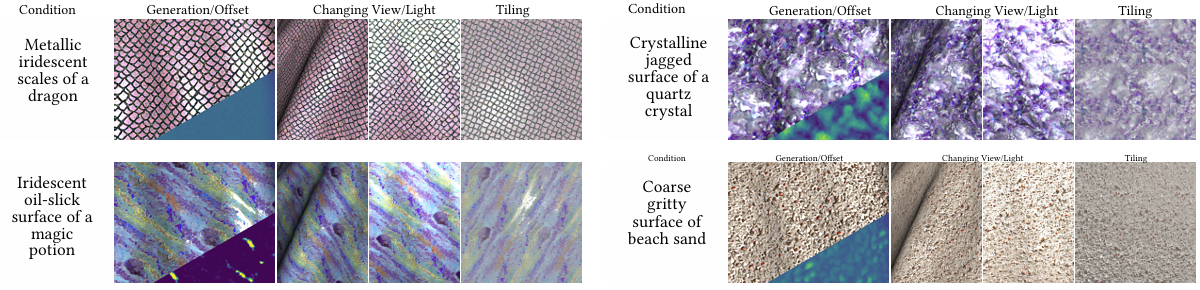 Condition
Generation/Offset
Changing View/Light
Tiling
Metallic
iridescent
scales of a
dragon
Iridescent
oil-slick
surface of a
magic
potion
Condition
Generation/Offset
Changing View/Light
Tiling
Crystalline
jagged
surface of a
quartz
crystal
Condition
Generation/Offset
Changing View/Light
Tiling
Coarse
gritty
surface of
beach sand